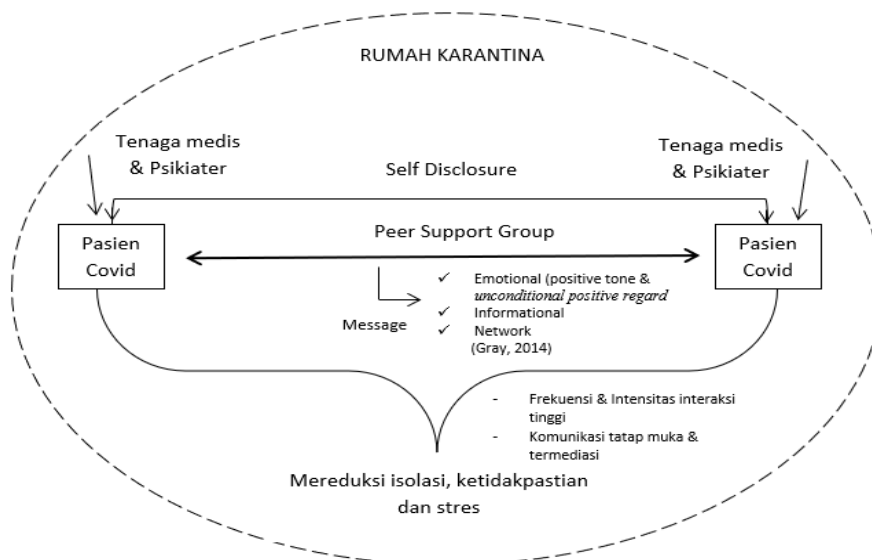 RUMAH KARANTINA
Tenaga medis
& Psikiater
Tenaga medis
& Psikiater
Self Disclosure
Pasien
Covid
Peer Support Group
Pasien
Covid
Message
✓ Emotional (positive tone &
unconditional positive regard
✓ Informational
✓ Network
(Gray, 2014)
- Frekuensi & Intensitas interaksi
tinggi
- Komunikasi tatap muka &
termediasi
Mereduksi isolasi, ketidakpastian
dan stres